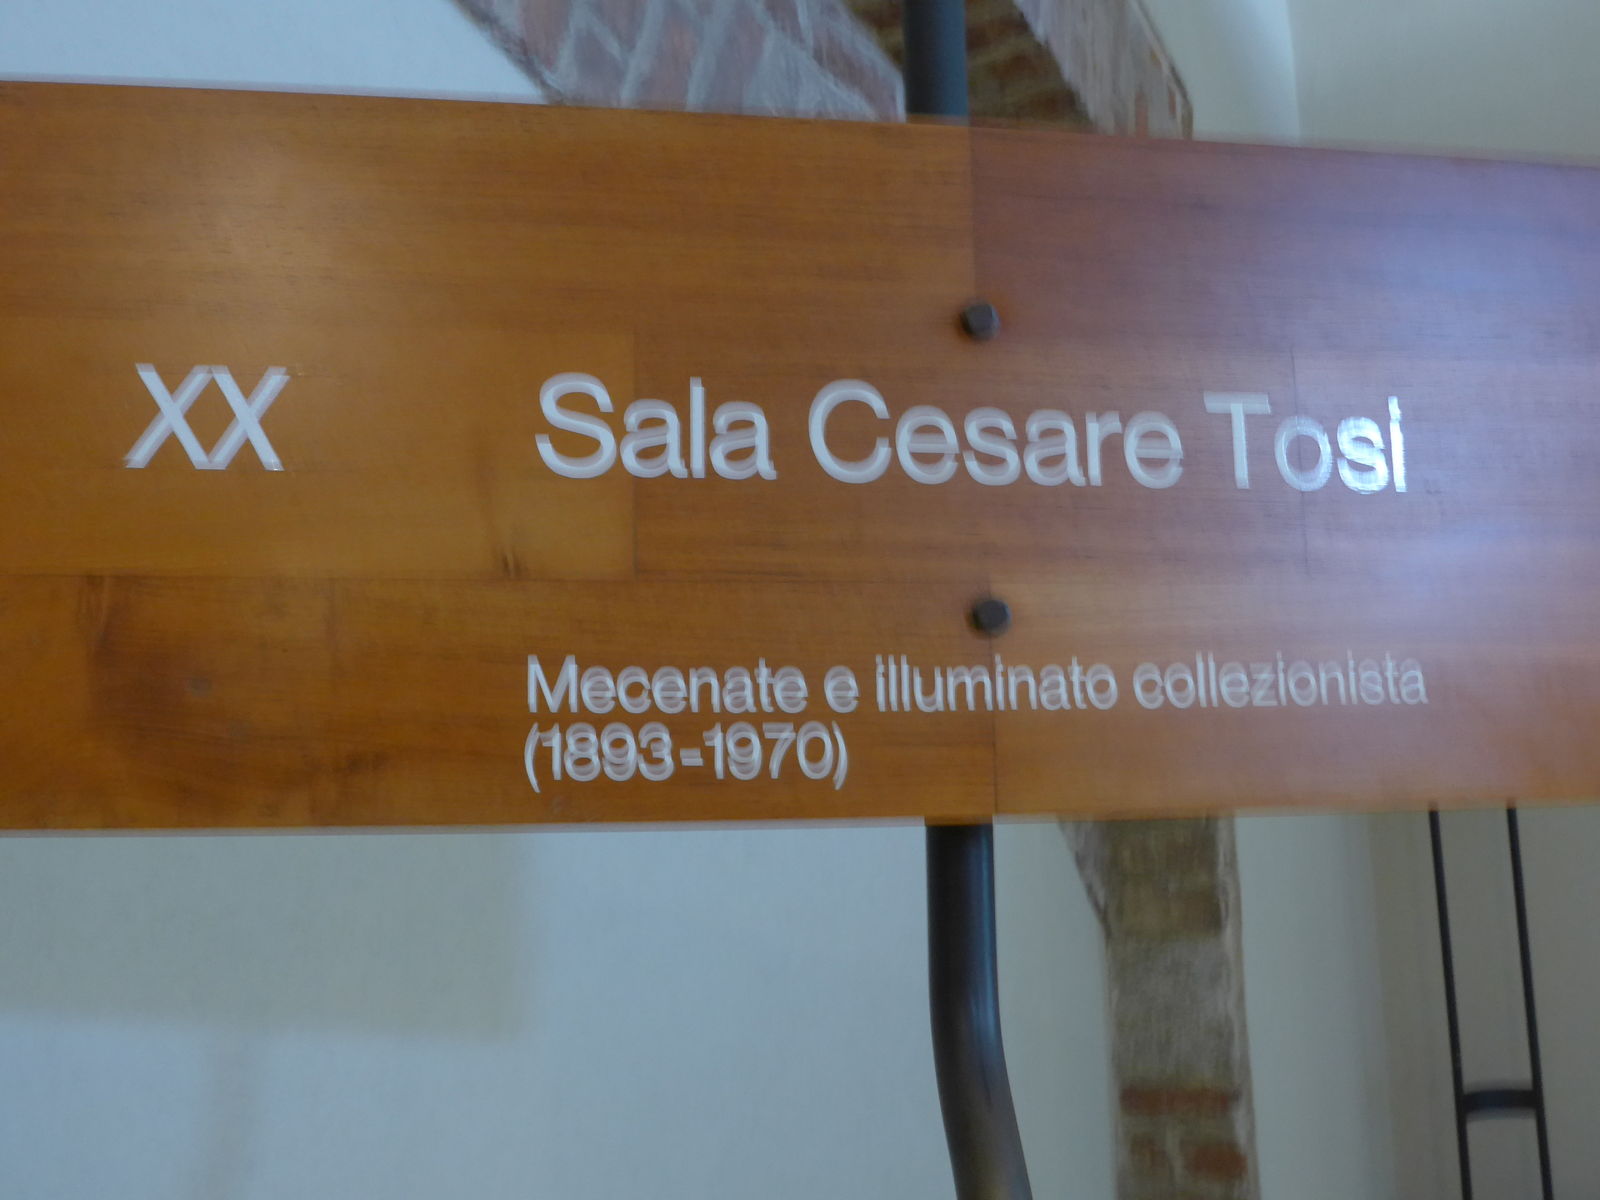 XX Sala Cesare Tosi
Mecenate e illuminato collezionista
(1893-1970)